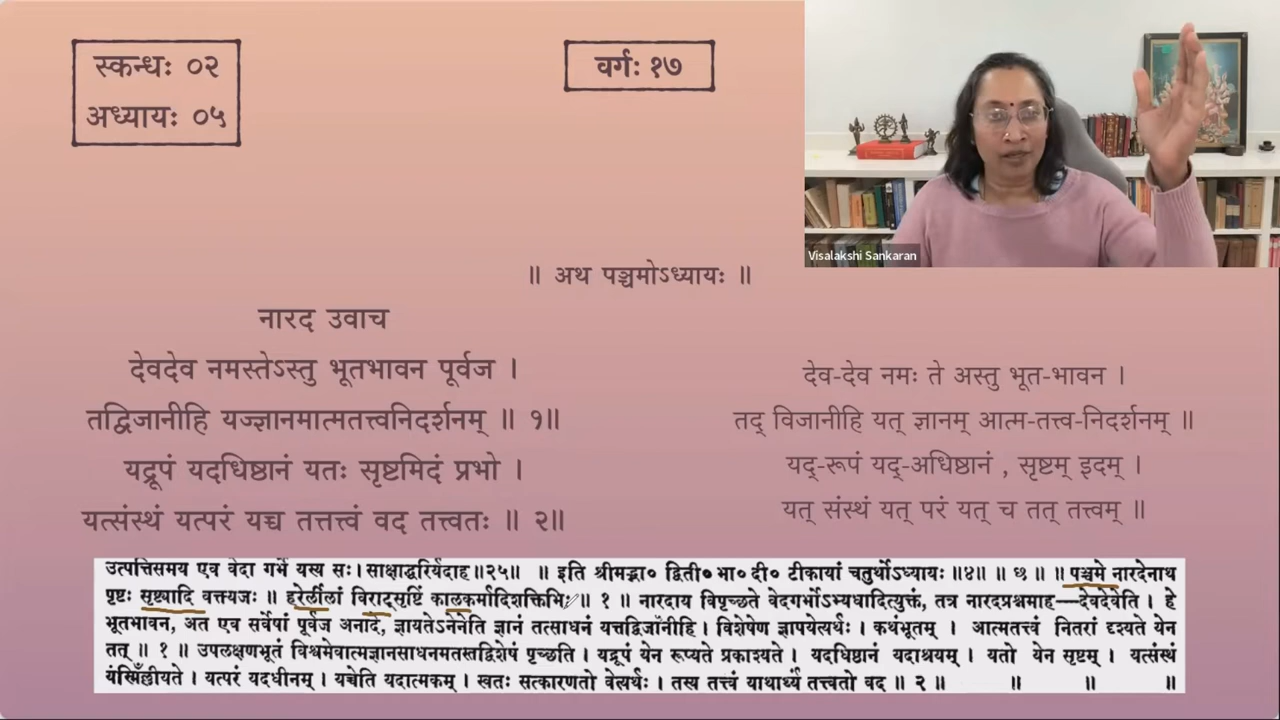 स्कन्धः ०२
अध्यायः ०५
वर्गः १७
Visalakshi Sankaran
॥ अथ पञ्चमोऽध्यायः ॥
नारद उवाच
देवदेव नमस्तेऽस्तु भूतभावन पूर्वज ।
तद्विजानीहि यज्ज्ञानमात्मतत्त्वनिदर्शनम् ॥ १॥
यद्रूपं यदधिष्ठानं यतः सृष्टमिदं प्रभो ।
यत्संस्थं यत्परं यच्च तत्तत्त्वं वद तत्त्वतः ॥ २॥
देव-देव नमः ते अस्तु भूत-भावन ।
तद् विजानीहि यत् ज्ञानम् आत्म-तत्त्व-निदर्शनम् ॥
यद्-रूपं यद्-अधिष्ठानं , सृष्टम् इदम् ।
यत् संस्थं यत् परं यत् च तत् तत्त्वम् ॥
उत्पत्तिसमय एव वेदा गर्भे यस्य सः । साक्षाद्धरिर्यदाह ॥२५॥ ॥ इति श्रीमद्भा० द्विती० भा० दी० टीकायां चतुर्थोऽध्यायः ॥४॥ ॥ छ ॥ ॥ पञ्चमे नारदेनाथ
पृष्टः सृष्ट्यादि वत्तयजः ॥ हरेर्लीलां विराट्सृष्टिं कालकर्मादिशक्तिभिः ॥ १ ॥ नारदाय विपृच्छते वेदगर्भोऽभ्यधादित्युक्तं, तत्र नारदप्रश्नमाह—देवदेवेति । हे
भूतभावन, अत एव सर्वेषां पूर्वज अनादे, ज्ञायतेऽनेनेति ज्ञानं तत्साधनं यत्तद्विजानीहि । विशेषेण ज्ञापयेत्यर्थः । कथंभूतम् । आत्मतत्त्वं नितरां दृश्यते येन
तत् ॥ १ ॥ उपलक्षणभूतं विश्वमेवात्मज्ञानसाधनमतस्तद्विशेषं पृच्छति । यद्रूपं येन रूप्यते प्रकाश्यते । यदधिष्ठानं यदाश्रयम् । यतो येन सृष्टम् । यत्संस्थं
यस्मिँल्लीयते । यत्परं यदधीनम् । यच्चेति यदात्मकम् । स्वतः सत्कारणतो वेत्यर्थः । तस्य तत्त्वं याथार्थ्यं तत्त्वतो वद ॥ २ ॥ ॥ ॥ ॥